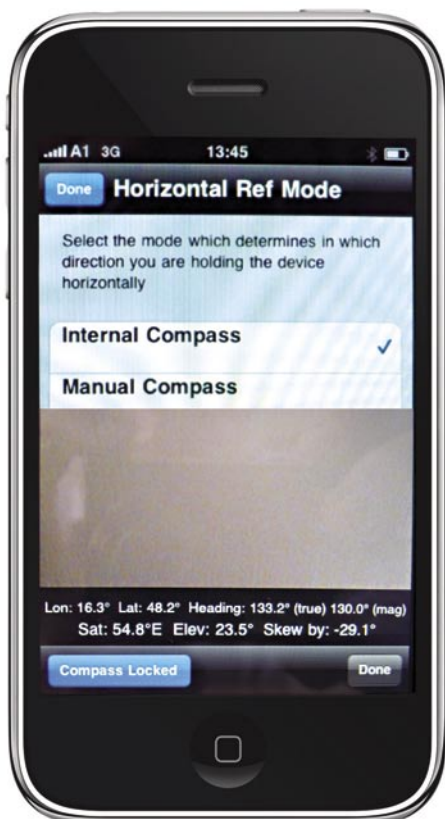 A1 3G 13:45
Done Horizontal Ref Mode
Select the mode which determines in which
direction you are holding the device
horizontally
Internal Compass
Manual Compass
Lon: 16.3° Lat: 48.2° Heading: 133.2° (true) 130.0° (mag)
Sat: 54.8°E Elev: 23.5° Skew by: -29.1°
Compass Locked Done